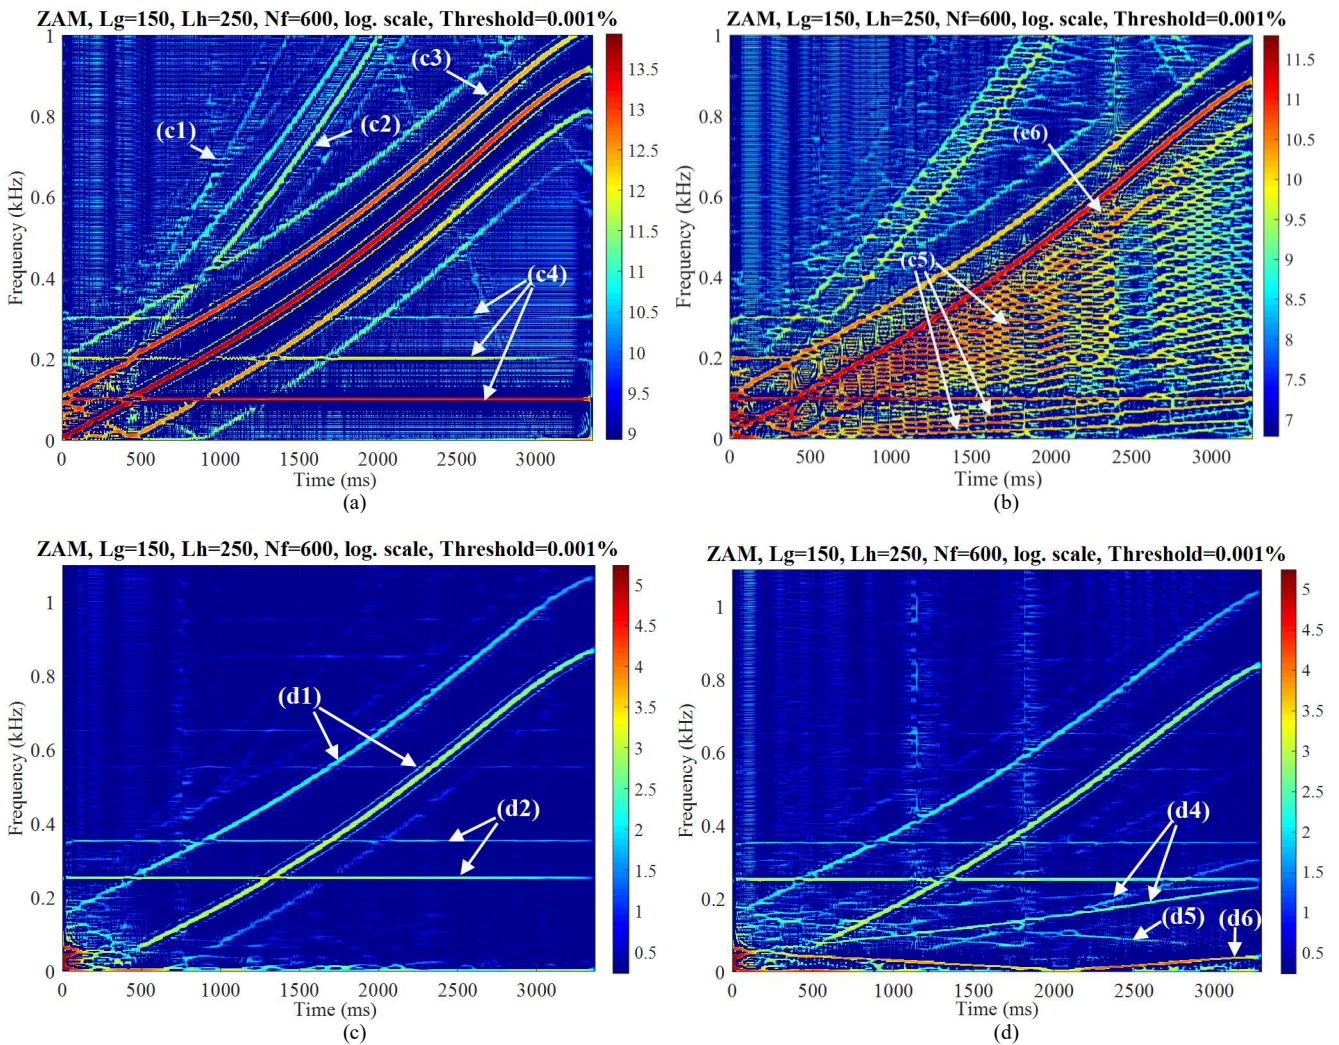 ZAM, Lg=150, Lh=250, Nf=600, log. scale, Threshold=0.001%
Frequency (kHz)
1
0.8
0.6
0.4
0.2
0
(c1)
(c2)
(c3)
(c4)
13.5
13
12.5
12
11.5
11
10.5
10
9.5
9
0 500 1000 1500 2000 2500 3000
Time (ms)
(a)
ZAM, Lg=150, Lh=250, Nf=600, log. scale, Threshold=0.001%
Frequency (kHz)
1
0.8
0.6
0.4
0.2
0
(c6)
(c5)
11.5
11
10.5
10
9.5
9
8.5
8
7.5
7
0 500 1000 1500 2000 2500 3000
Time (ms)
(b)
ZAM, Lg=150, Lh=250, Nf=600, log. scale, Threshold=0.001%
Frequency (kHz)
1
0.8
0.6
0.4
0.2
0
(d1)
(d2)
5
4.5
4
3.5
3
2.5
2
1.5
1
0.5
0 500 1000 1500 2000 2500 3000
Time (ms)
(c)
ZAM, Lg=150, Lh=250, Nf=600, log. scale, Threshold=0.001%
Frequency (kHz)
1
0.8
0.6
0.4
0.2
0
(d4)
(d5)
(d6)
5
4.5
4
3.5
3
2.5
2
1.5
1
0.5
0 500 1000 1500 2000 2500 3000
Time (ms)
(d)